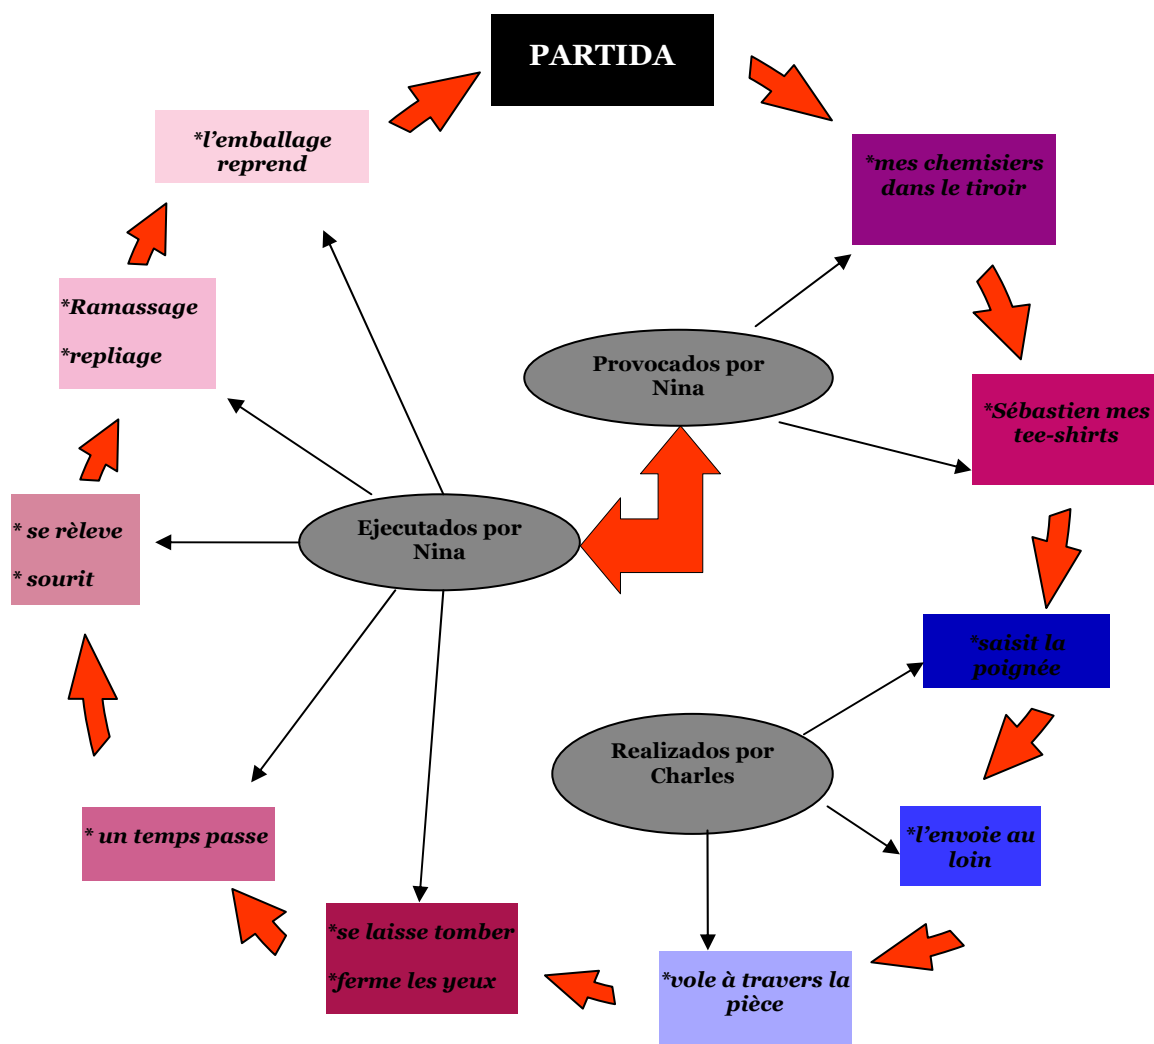 PARTIDA
*mes chemisiers
dans le tiroir
*Sébastien mes
tee-shirts
*saisit la
poignée
*l'envoie au
loin
*vole à travers la
pièce
*se laisse tomber
*ferme les yeux
* un temps passe
* se rèleve
* sourit
*Ramassage
*repliage
*l'emballage
reprend
Provocados por
Nina
Ejecutados por
Nina
Realizados por
Charles